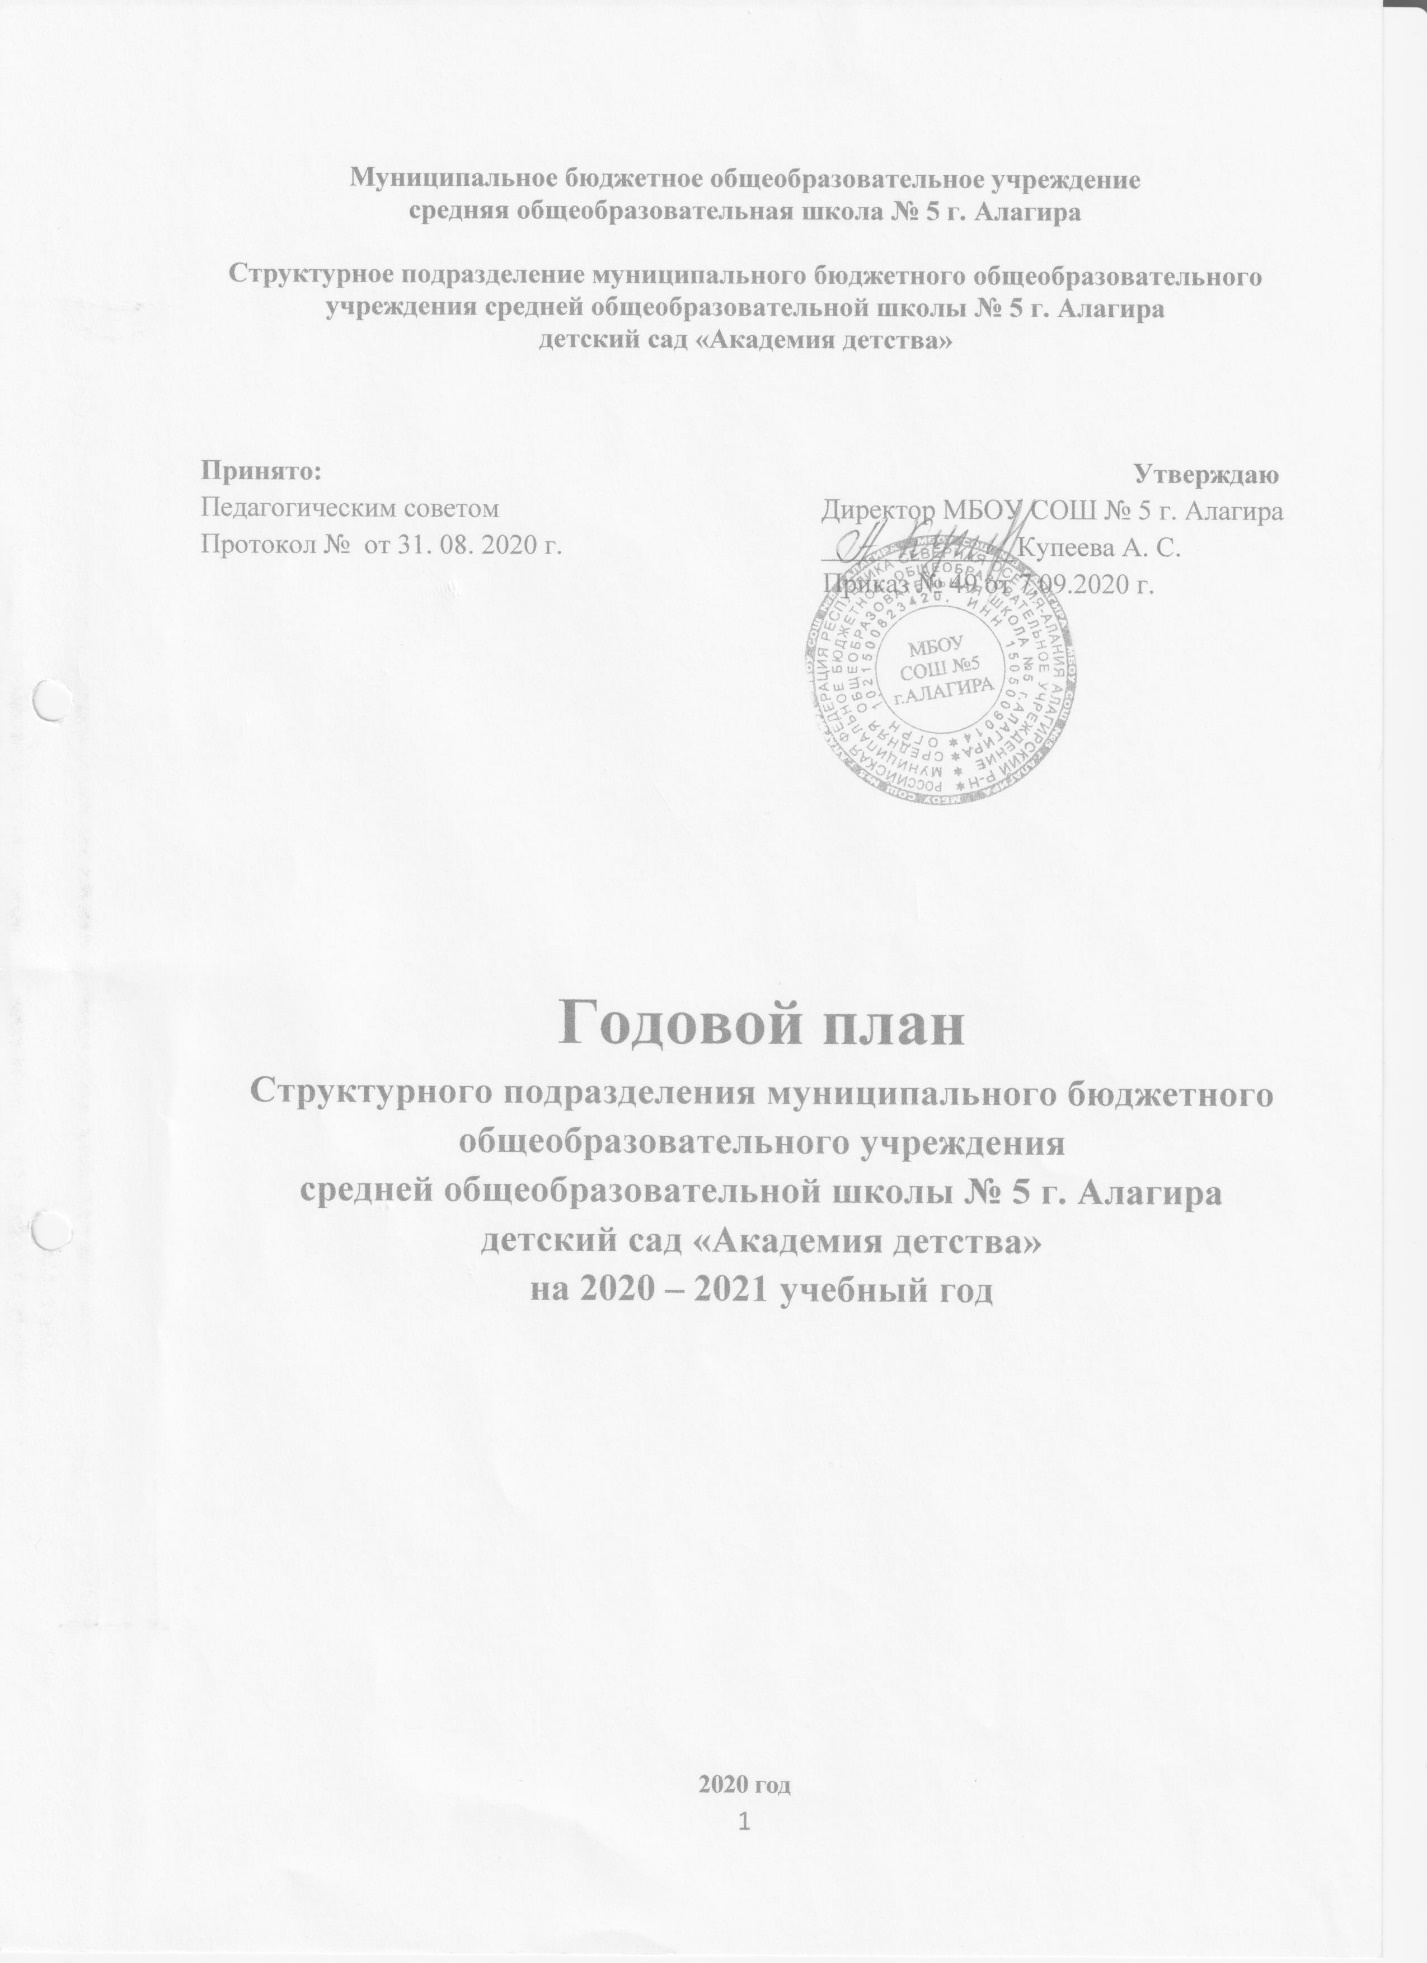 Муниципальное бюджетное общеобразовательное учреждение
средняя общеобразовательная школа № 5 г. Алагира
Структурное подразделение муниципального бюджетного общеобразовательного
учреждения средней общеобразовательной школы № 5 г. Алагира
детский сад «Академия детства»
Принято:
Педагогическим советом
Протокол № от 31. 08. 2020 г.
Утверждаю
Директор МБОУ СОШ № 5 г. Алагира
Купеева А. С.
Приказ № 49 от 7.09.2020 г.
МБОУ
СОШ №5
г.АЛАГИРА
ОГРН 1021500823420. ИНН 1505009014
Годовой план
Структурного подразделения муниципального бюджетного
общеобразовательного учреждения
средней общеобразовательной школы № 5 г. Алагира
детский сад «Академия детства»
на 2020 – 2021 учебный год
2020 год
1